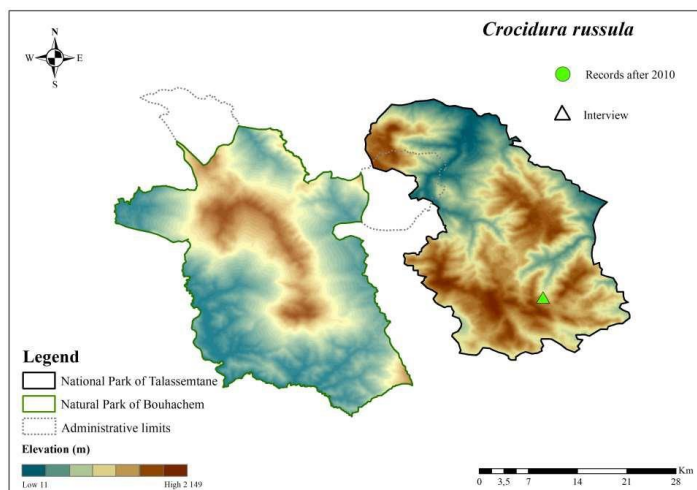 Crocidura russula
N
W E
S
Records after 2010
Interview
Legend
National Park of Talassemtane
Natural Park of Bouhachem
Administrative limits
Elevation (m)
Low 11 High 2 149
Km
0 3,5 7 14 21 28